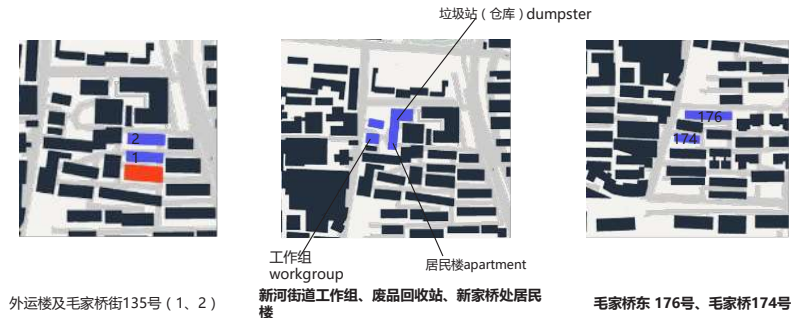 垃圾站（仓库）dumpster
2
1
176
174
工作组
workgroup
居民楼apartment
外运楼及毛家桥街135号（1、2）
新河街道工作组、废品回收站、新家桥处居民
楼
毛家桥东 176号、毛家桥174号